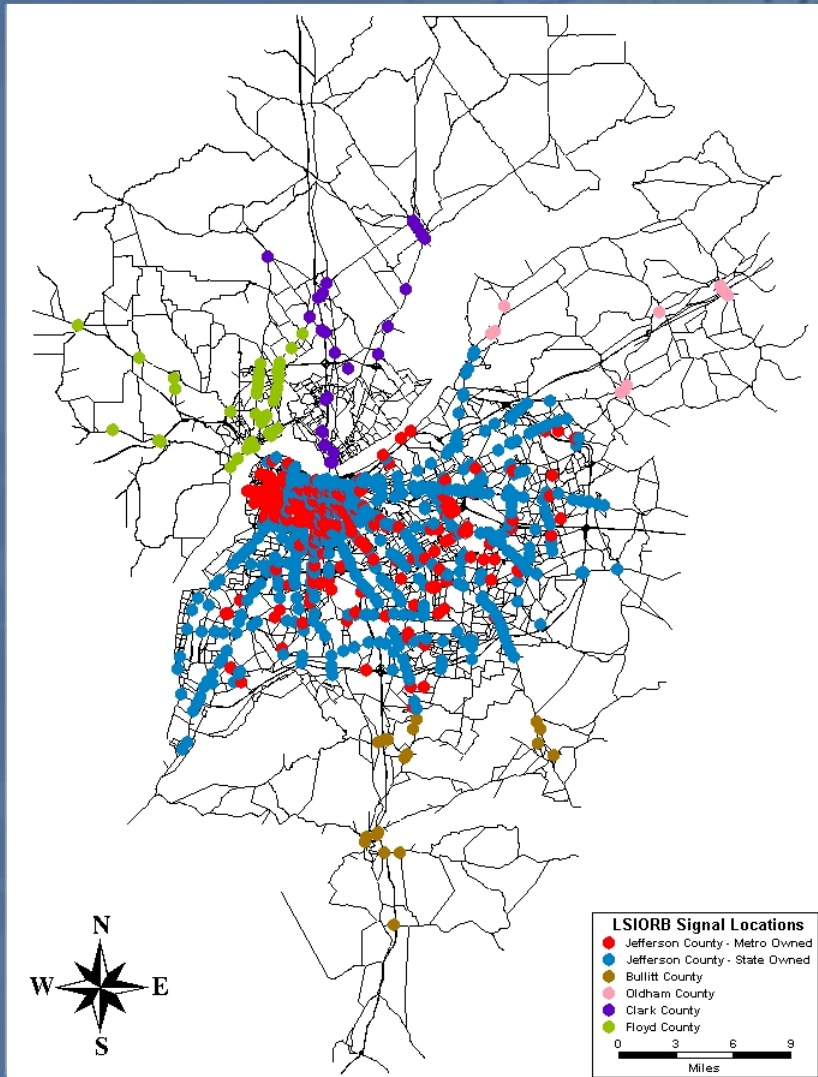 N
W E
S
LSIORB Signal Locations
Jefferson County - Metro Owned
Jefferson County - State Owned
Bullitt County
Oldham County
Clark County
Floyd County
0 3 6 9
Miles